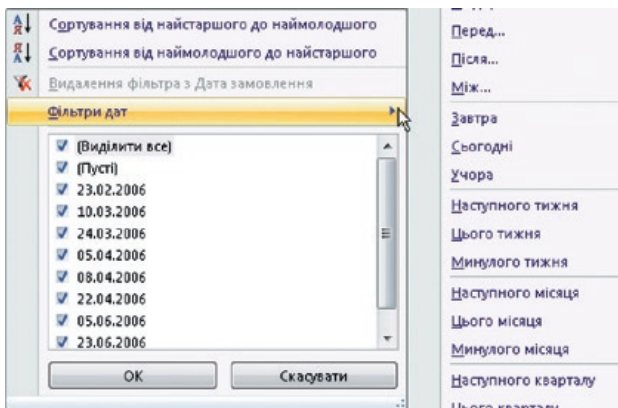 Сортування від найстаршого до наймолодшого
Сортування від наймолодшого до найстаршого
Видалення фільтра з Дата замовлення
Фільтри дат
(Виділити все)
(Пусті)
23.02.2006
10.03.2006
24.03.2006
05.04.2006
08.04.2006
22.04.2006
05.06.2006
23.06.2006
ОК
Скасувати
Перед...
Після...
Між...
Завтра
Сьогодні
Учора
Наступного тижня
Цього тижня
Минулого тижня
Наступного місяця
Цього місяця
Минулого місяця
Наступного кварталу
Цього кварталу